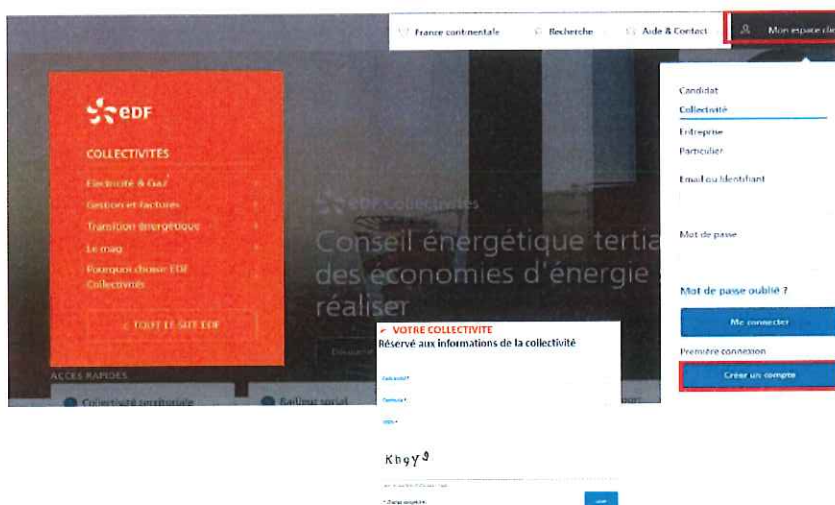 France continentale
Recherche
Aide & Contact
Mon espace clie
eDF
COLLECTIVITÉS
Electricité & Gaz
Gestion et factures
Transition énergétique
Le mag
Pourquoi choisir EDF
Collectivités
< TOUT LE SITE EDF
Candidat
Collectivité
Entreprise
Particulier
Email ou Identifiant
Mot de passe
Mot de passe oublié ?
Me connecter
Première connexion
Créer un compte
eDF Collectivités
Conseil énergétique tertia
des économies d'énergie
réaliser
ACCES RAPIDES
Collectivité territoriale
Bailleur social
VOTRE COLLECTIVITE
Réservé aux informations de la collectivité
KhgY9